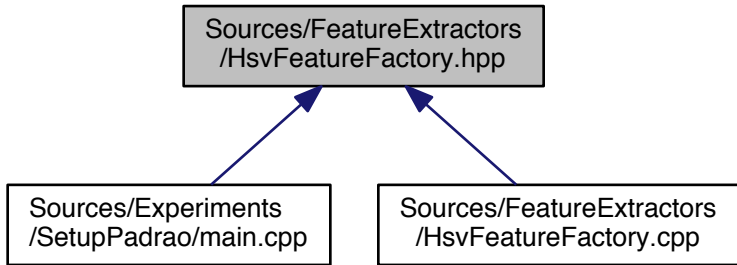 Sources/FeatureExtractors
/HsvFeatureFactory.hpp
Sources/Experiments
/SetupPadrao/main.cpp
Sources/FeatureExtractors
/HsvFeatureFactory.cpp